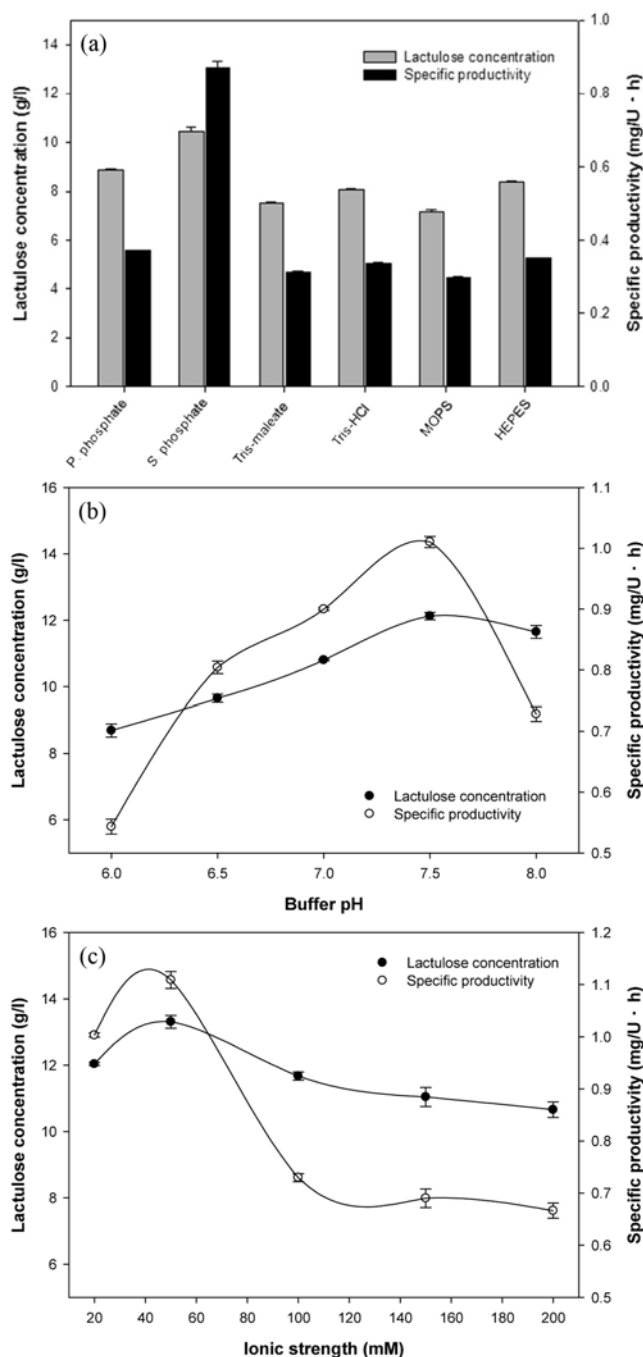 (a)
Lactulose concentration
Specific productivity
Lactulose concentration (g/l)
14
12
10
8
6
4
2
0
Specific productivity (mg/U · h)
1.0
0.8
0.6
0.4
0.2
0.0
P. phosphate
S. phosphate
Tris-maleate
Tris-HCl
MOPS
HEPES
(b)
Lactulose concentration (g/l)
16
14
12
10
8
6
Specific productivity (mg/U · h)
1.1
1.0
0.9
0.8
0.7
0.6
0.5
Lactulose concentration
Specific productivity
6.0 6.5 7.0 7.5 8.0
Buffer pH
(c)
Lactulose concentration
Specific productivity
Lactulose concentration (g/l)
16
14
12
10
8
6
Specific productivity (mg/U · h)
1.2
1.1
1.0
0.9
0.8
0.7
0.6
0.5
20 40 60 80 100 120 140 160 180 200
Ionic strength (mM)